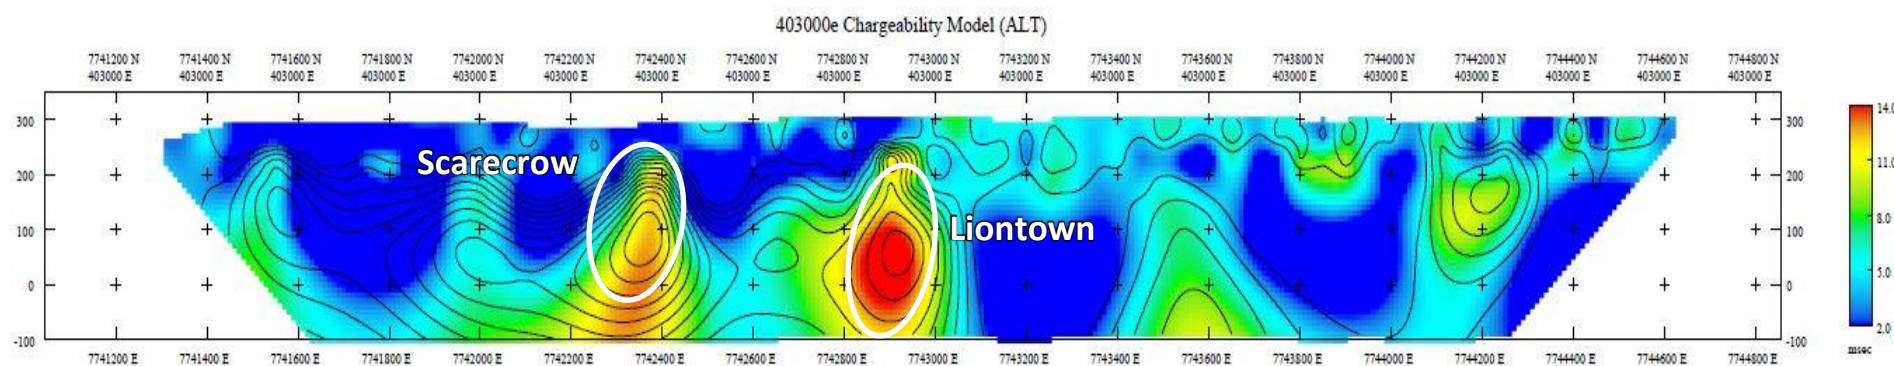 403000e Chargeability Model (ALT)
7741200 N 7741400 N 7741600 N 7741800 N 7742000 N 7742200 N 7742400 N 7742600 N 7742800 N 7743000 N 7743200 N 7743400 N 7743600 N 7743800 N 7744000 N 7744200 N 7744400 N 7744600 N 7744800 N
403000 E 403000 E 403000 E 403000 E 403000 E 403000 E 403000 E 403000 E 403000 E 403000 E 403000 E 403000 E 403000 E 403000 E 403000 E 403000 E 403000 E 403000 E 403000 E
14.0
300 300
Scarecrow 11.0
200 200
Liontown 8.0
100 100
5.0
0 0
2.0
-100 -100
msec
7741200 E 7741400 E 7741600 E 7741800 E 7742000 E 7742200 E 7742400 E 7742600 E 7742800 E 7743000 E 7743200 E 7743400 E 7743600 E 7743800 E 7744000 E 7744200 E 7744400 E 7744600 E 7744800 E